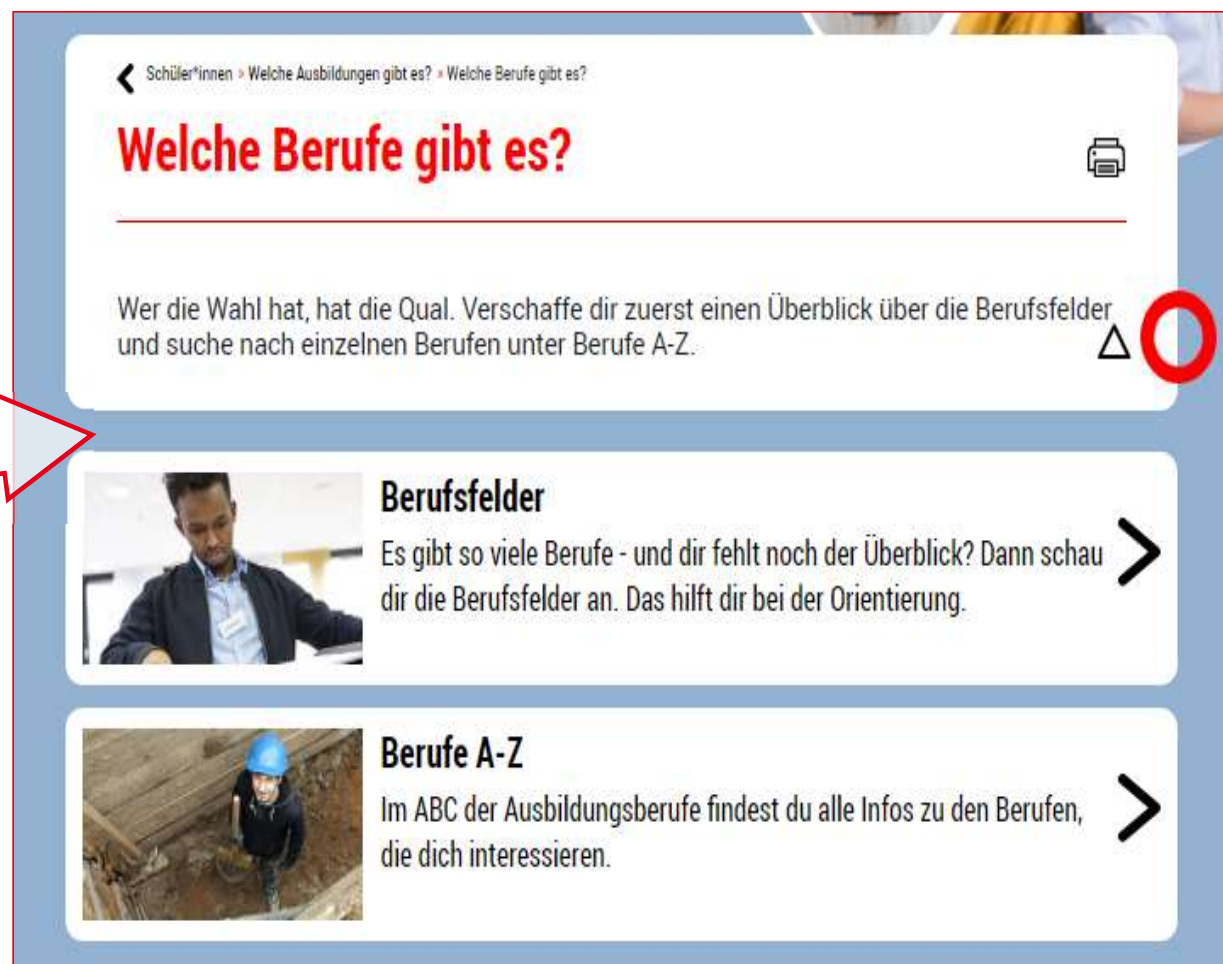 Schüler*innen » Welche Ausbildungen gibt es? » Welche Berufe gibt es?
Welche Berufe gibt es?
Wer die Wahl hat, hat die Qual. Verschaffe dir zuerst einen Überblick über die Berufsfelder
und suche nach einzelnen Berufen unter Berufe A-Z.
Berufsfelder
Es gibt so viele Berufe - und dir fehlt noch der Überblick? Dann schau
dir die Berufsfelder an. Das hilft dir bei der Orientierung.
Berufe A-Z
Im ABC der Ausbildungsberufe findest du alle Infos zu den Berufen,
die dich interessieren.